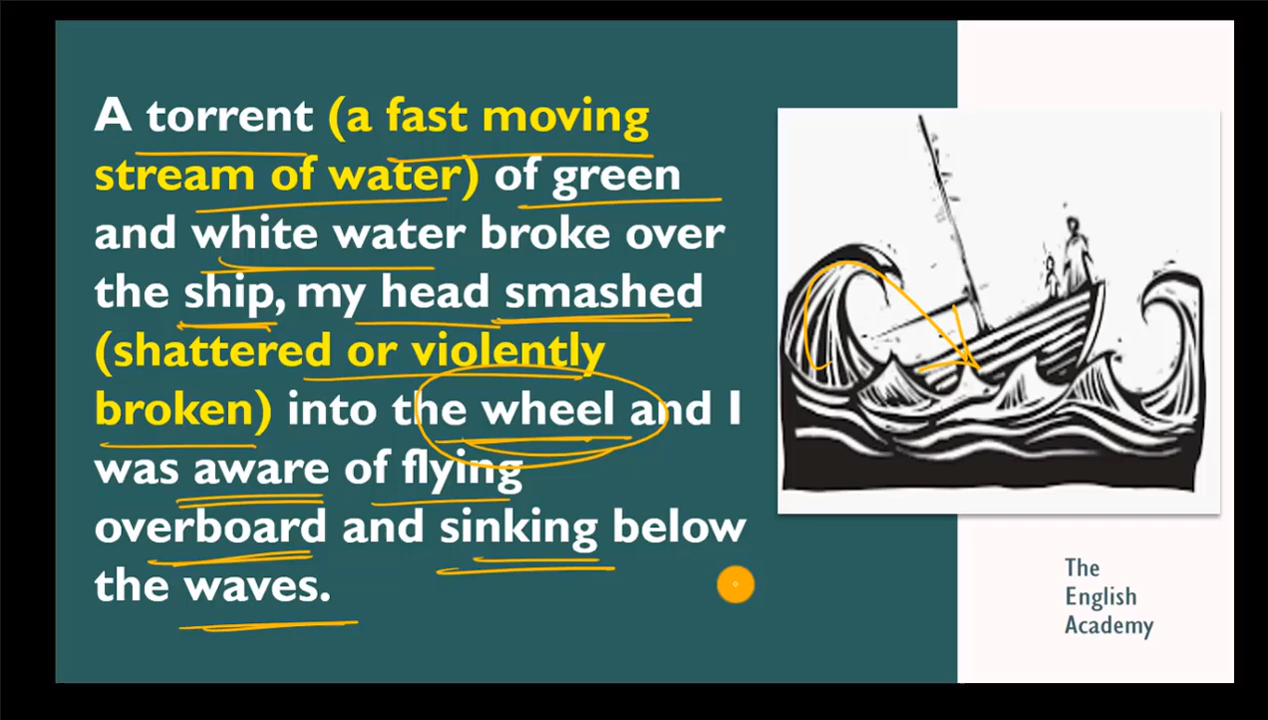 A torrent (a fast moving
stream of water) of green
and white water broke over
the ship, my head smashed
(shattered or violently
broken) into the wheel and I
was aware of flying
overboard and sinking below
the waves.
The
English
Academy